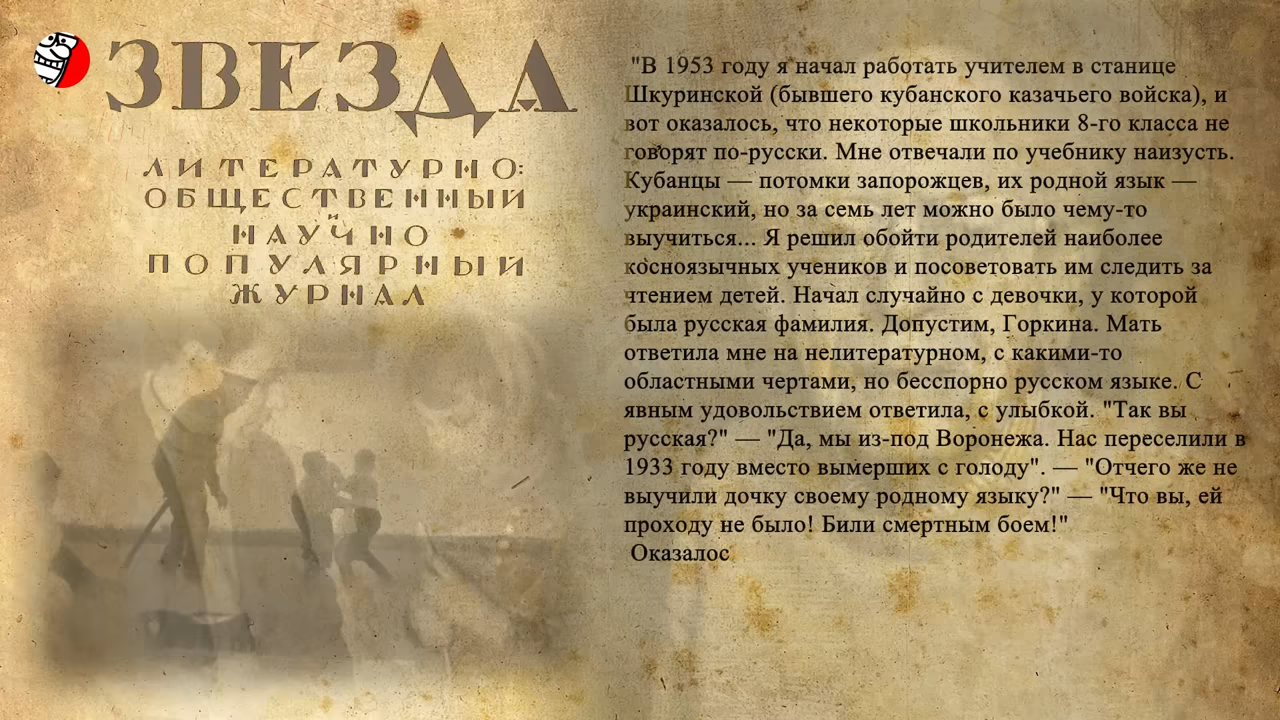 ЗВЕЗДА
ЛИТЕРАТУРНО:
ОБЩЕСТВЕННЫЙ
и
НАУЧНО
ПОПУЛЯРНЫЙ
ЖУРНАЛ
"В 1953 году я начал работать учителем в станице
Шкуринской (бывшего кубанского казачьего войска), и
вот оказалось, что некоторые школьники 8-го класса не
говорят по-русски. Мне отвечали по учебнику наизусть.
Кубанцы — потомки запорожцев, их родной язык —
украинский, но за семь лет можно было чему-то
выучиться... Я решил обойти родителей наиболее
косноязычных учеников и посоветовать им следить за
чтением детей. Начал случайно с девочки, у которой
была русская фамилия. Допустим, Горкина. Мать
ответила мне на нелитературном, с какими-то
областными чертами, но бесспорно русском языке. С
явным удовольствием ответила, с улыбкой. "Так вы
русская?" — "Да, мы из-под Воронежа. Нас переселили в
1933 году вместо вымерших с голоду". — "Отчего же не
выучили дочку своему родному языку?" — "Что вы, ей
проходу не было! Били смертным боем!"
Оказалос